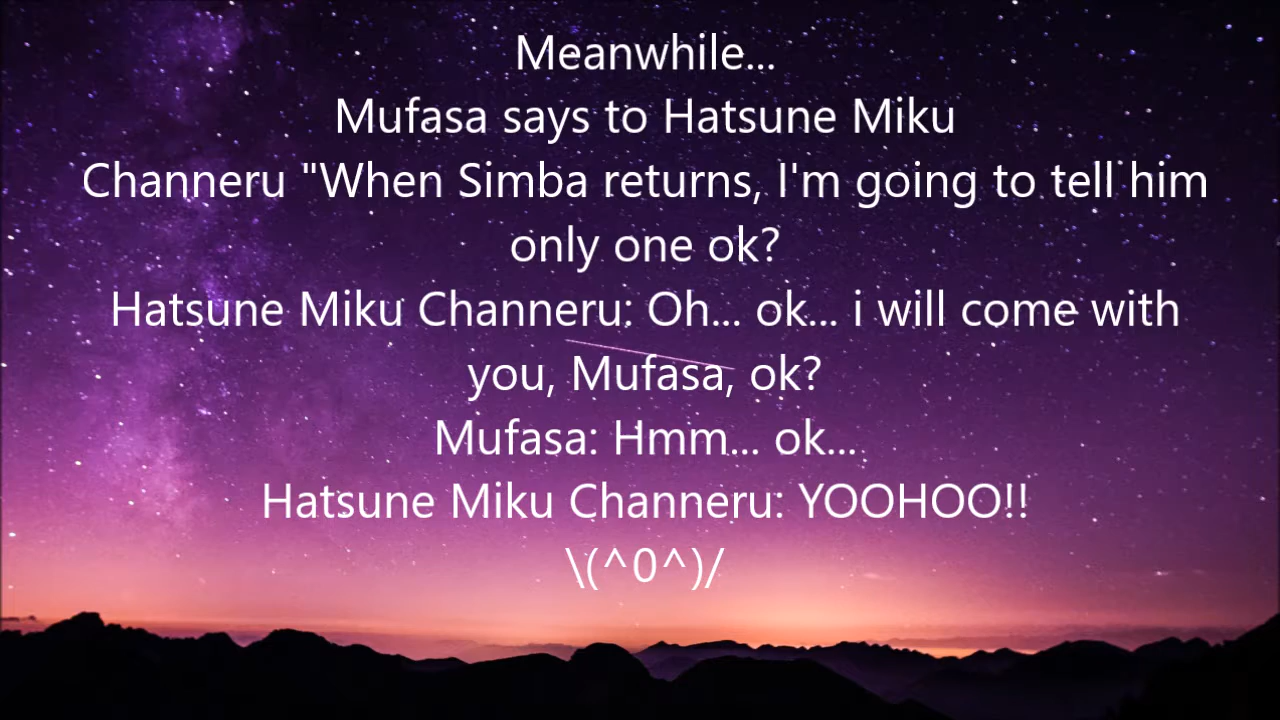 Meanwhile...
Mufasa says to Hatsune Miku
Channeru "When Simba returns, I'm going to tell him
only one ok?
Hatsune Miku Channeru: Oh... ok... i will come with
you, Mufasa, ok?
Mufasa: Hmm... ok...
Hatsune Miku Channeru: YOOHOO!!
\(^0^)/